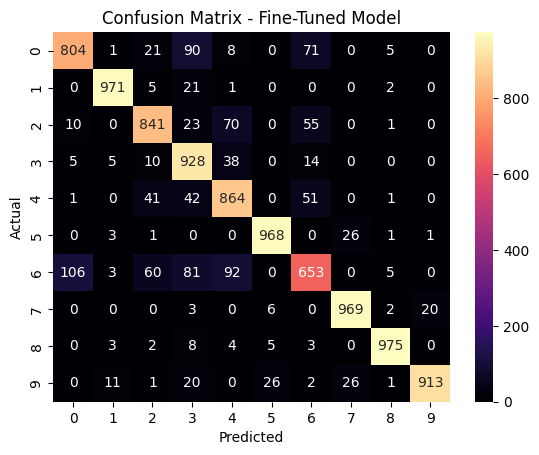 Confusion Matrix - Fine-Tuned Model
0 804 1 21 90 8 0 71 0 5 0
1 0 971 5 21 1 0 0 0 2 0
2 10 0 841 23 70 0 55 0 1 0
3 5 5 10 928 38 0 14 0 0 0
4 1 0 41 42 864 0 51 0 1 0
5 0 3 1 0 0 968 0 26 1 1
6 106 3 60 81 92 0 653 0 5 0
7 0 0 0 3 0 6 0 969 2 20
8 0 3 2 8 4 5 3 0 975 0
9 0 11 1 20 0 26 2 26 1 913
0 1 2 3 4 5 6 7 8 9
Actual
Predicted
800
600
400
200
0